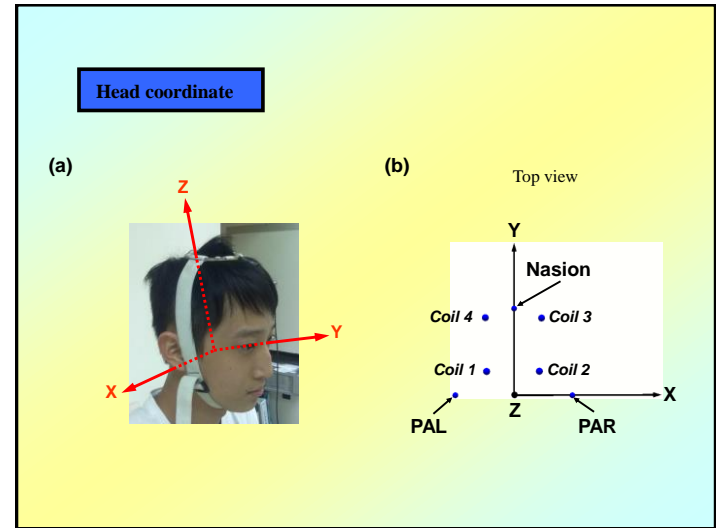 Head coordinate
(a)
Z
Y
X
(b)
Top view
Y
Nasion
Coil 4
Coil 3
Coil 1
Coil 2
X
Z
PAL
PAR